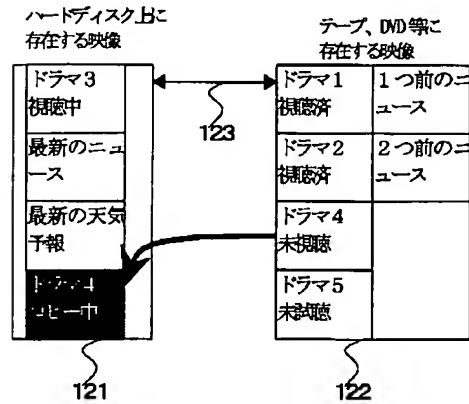 ハードディスク上に
存在する映像
テープ、DVD等に
存在する映像
ドラマ3
視聴中
最新のニュ
ース
最新の天気
予報
ドラマ4
コピー中
123
ドラマ1
視聴済
1つ前のニ
ュース
ドラマ2
視聴済
2つ前のニ
ュース
ドラマ4
未視聴
ドラマ5
未試聴
121
122